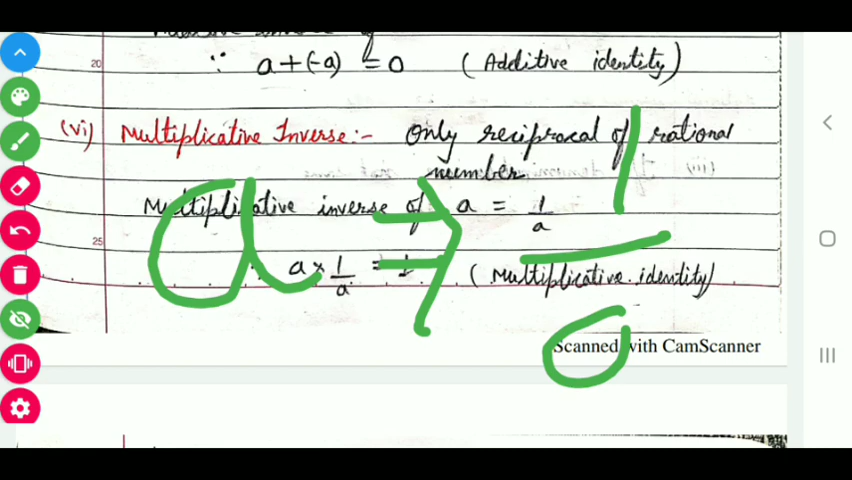 ∵ a+(-a) = 0 (Additive identity)
20
(vi) Multiplicative Inverse:- Only reciprocal of rational
number
Multiplicative inverse of a = 1/a
25
∵ a × 1/a = 1 (Multiplicative identity)
a ⇒ 1/a
Scanned with CamScanner